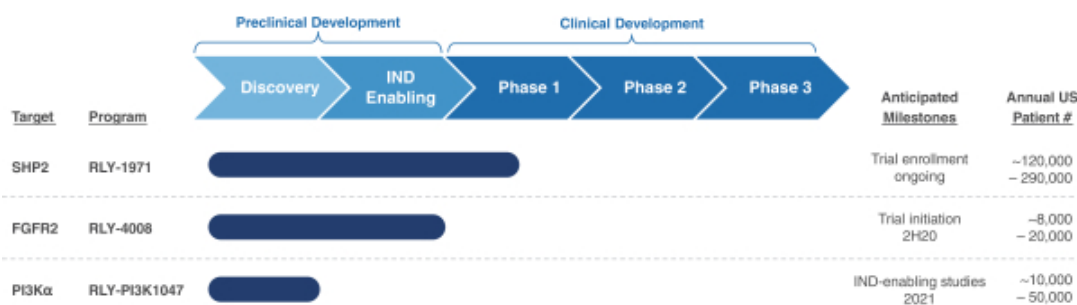 Preclinical Development
Clinical Development
Discovery
IND
Enabling
Phase 1
Phase 2
Phase 3
Target
Program
Anticipated
Milestones
Annual US
Patient #
SHP2
RLY-1971
Trial enrollment
ongoing
~120,000
– 290,000
FGFR2
RLY-4008
Trial initiation
2H20
~8,000
– 20,000
PI3Kα
RLY-PI3K1047
IND-enabling studies
2021
~10,000
– 50,000